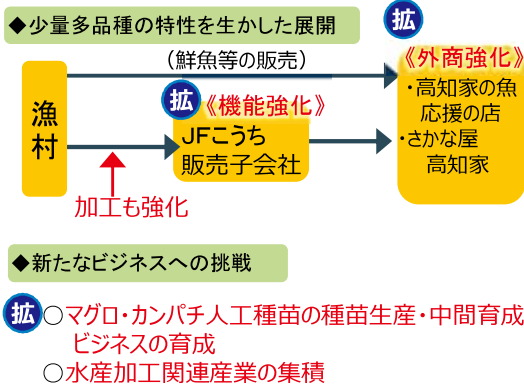 ◆少量多品種の特性を生かした展開
拡
（鮮魚等の販売）
《外商強化》
・高知家の魚
応援の店
・さかな屋
高知家
漁村
拡
《機能強化》
JFこうち
販売子会社
加工も強化
◆新たなビジネスへの挑戦
拡
○マグロ・カンパチ人工種苗の種苗生産・中間育成
ビジネスの育成
○水産加工関連産業の集積